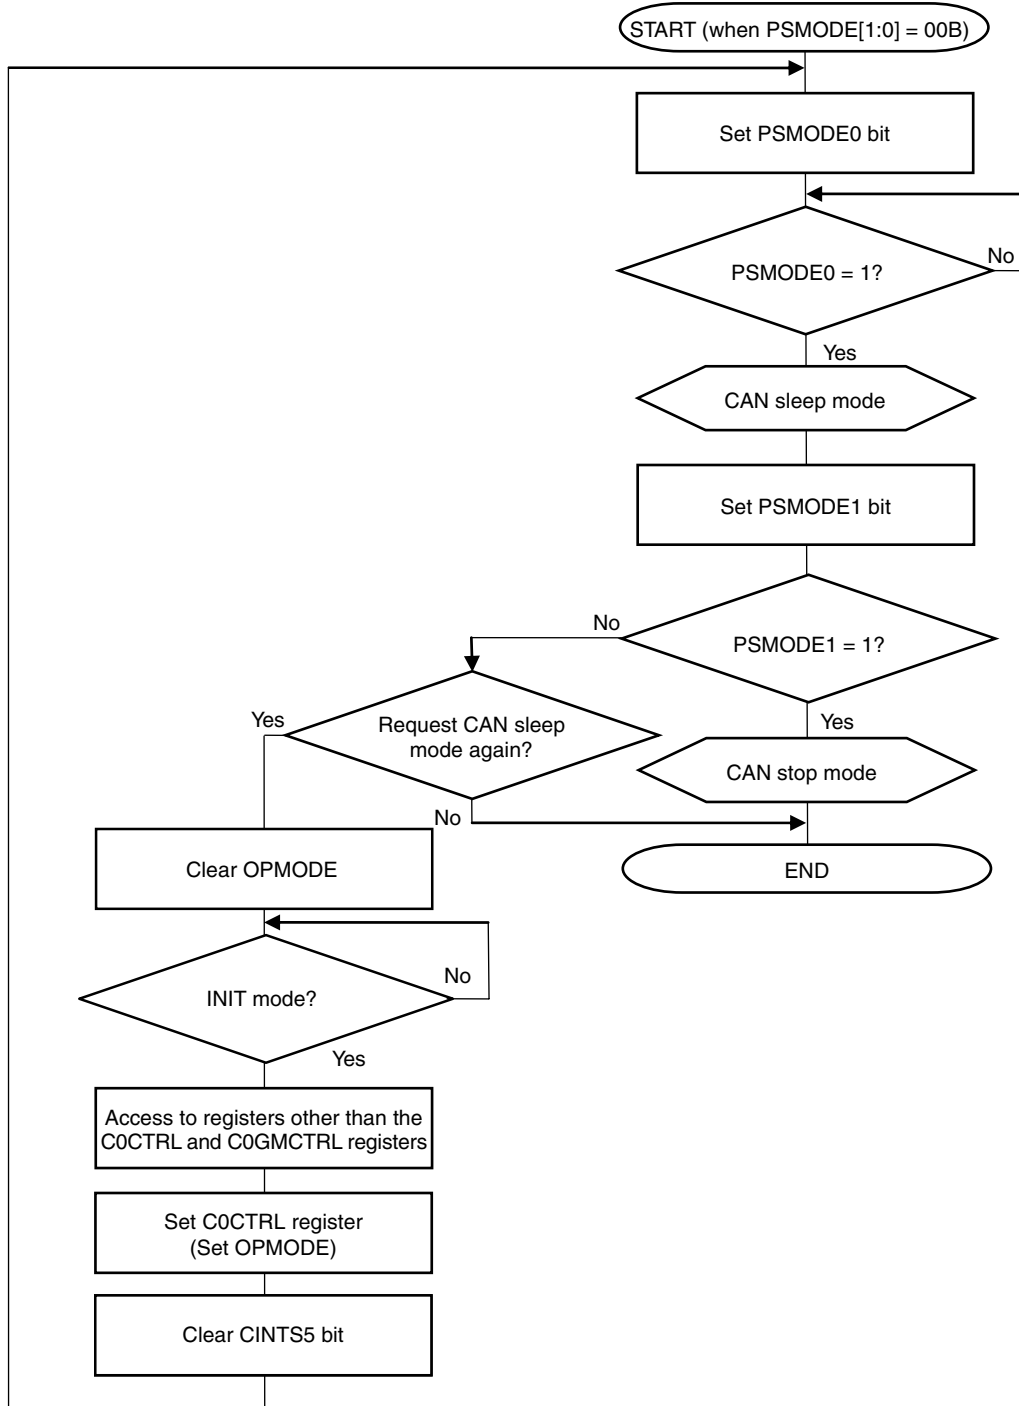 START (when PSMODE[1:0] = 00B)
Set PSMODE0 bit
PSMODE0 = 1?
No
Yes
CAN sleep mode
Set PSMODE1 bit
No
PSMODE1 = 1?
Yes
Request CAN sleep
mode again?
Yes
CAN stop mode
No
Clear OPMODE
END
No
INIT mode?
Yes
Access to registers other than the
C0CTRL and C0GMCTRL registers
Set C0CTRL register
(Set OPMODE)
Clear CINTS5 bit